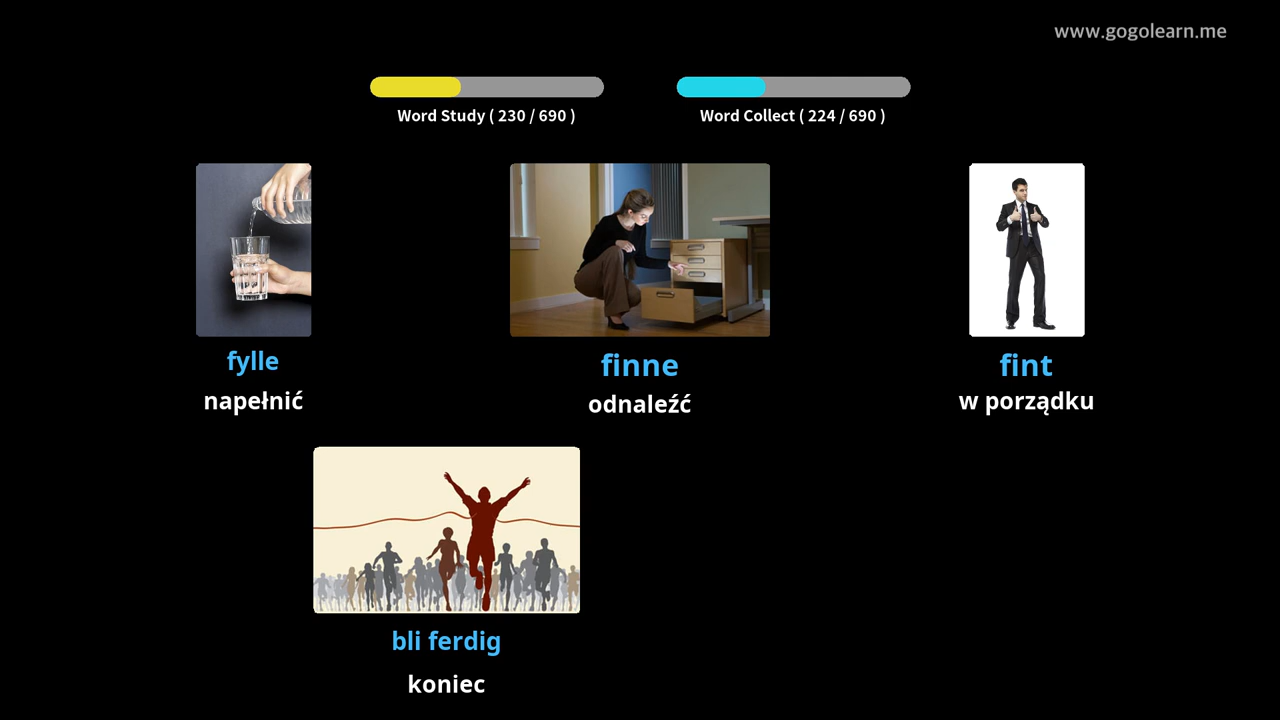 www.gogolearn.me
Word Study ( 230 / 690 )
Word Collect ( 224 / 690 )
fylle
napełnić
finne
odnaleźć
fint
w porządku
bli ferdig
koniec